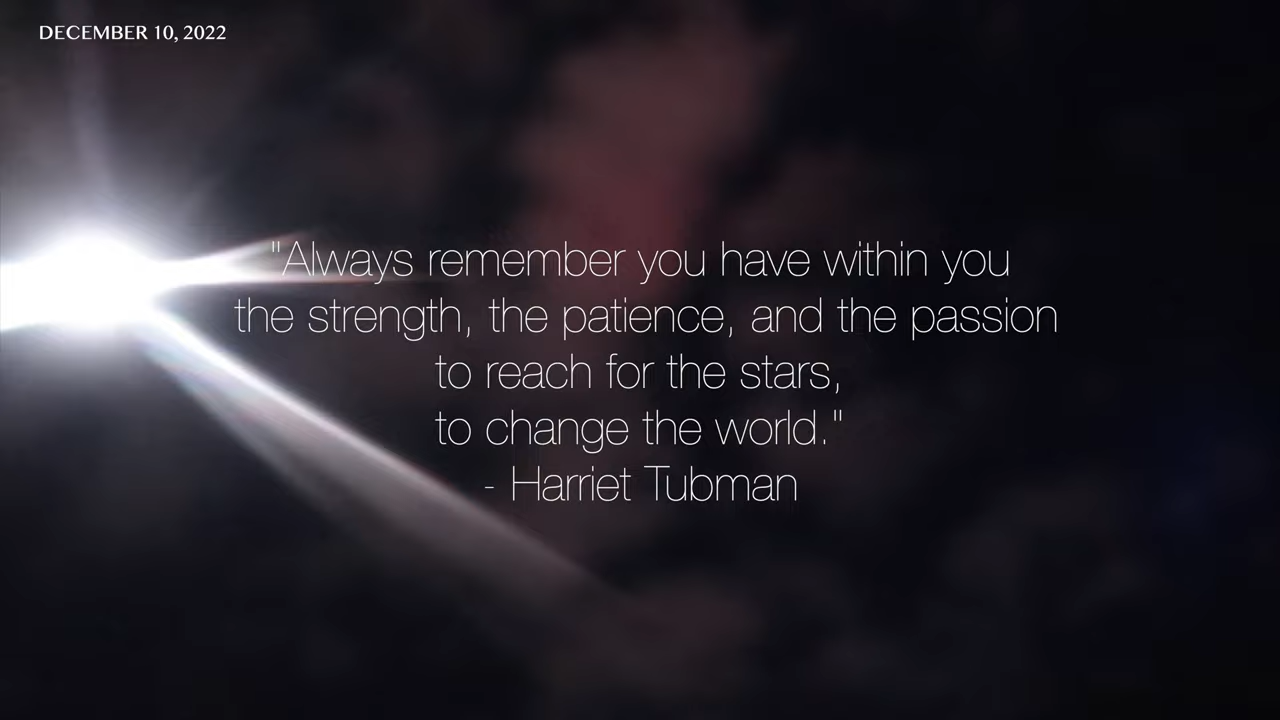 DECEMBER 10, 2022
"Always remember you have within you
the strength, the patience, and the passion
to reach for the stars,
to change the world."
- Harriet Tubman